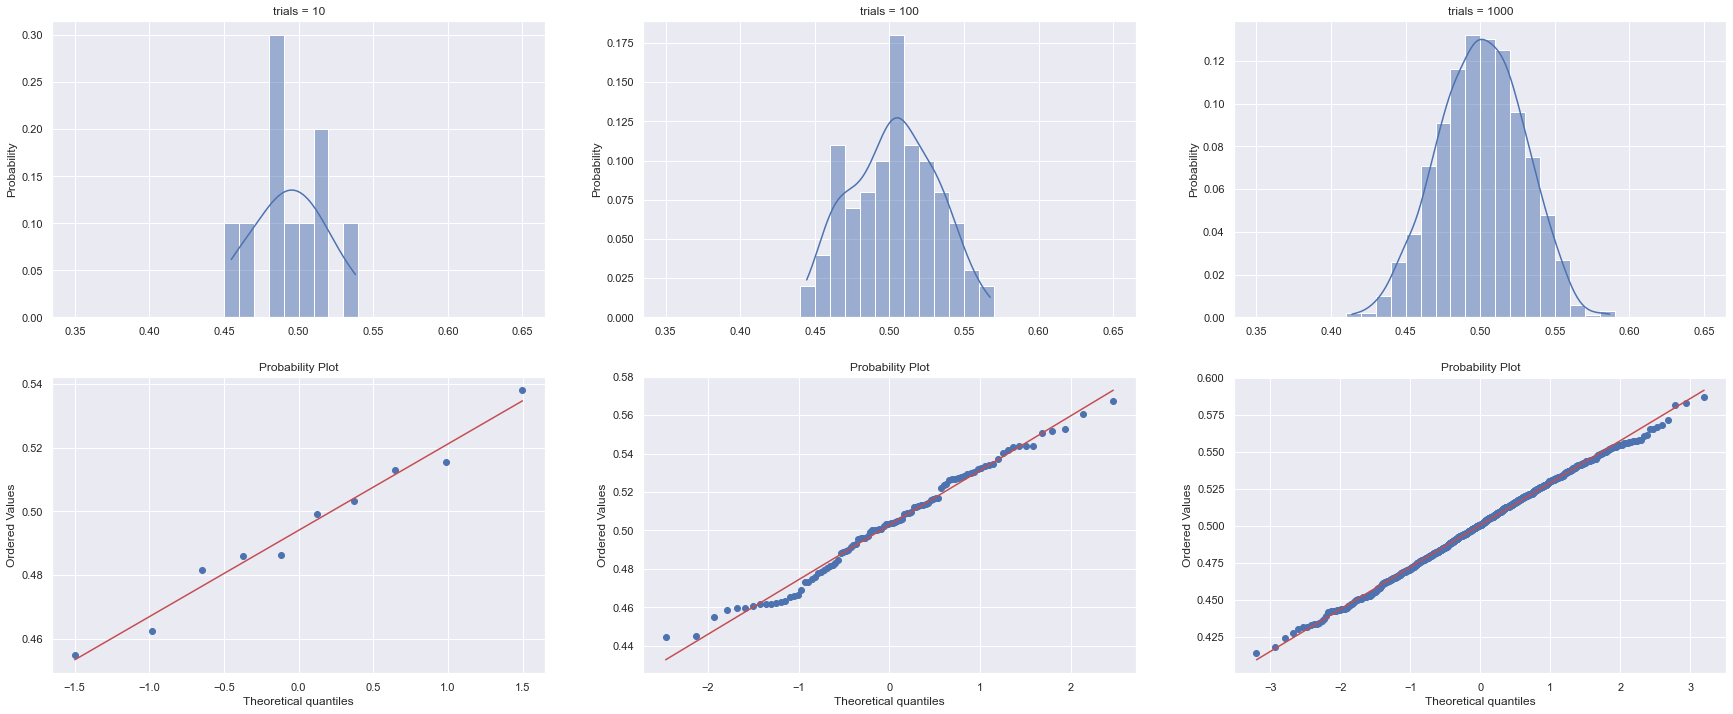 trials = 10
Probability
0.30
0.25
0.20
0.15
0.10
0.05
0.00
0.35 0.40 0.45 0.50 0.55 0.60 0.65
trials = 100
Probability
0.175
0.150
0.125
0.100
0.075
0.050
0.025
0.000
0.35 0.40 0.45 0.50 0.55 0.60 0.65
trials = 1000
Probability
0.12
0.10
0.08
0.06
0.04
0.02
0.00
0.35 0.40 0.45 0.50 0.55 0.60 0.65
Probability Plot
Ordered Values
0.54
0.52
0.50
0.48
0.46
−1.5 −1.0 −0.5 0.0 0.5 1.0 1.5
Theoretical quantiles
Probability Plot
Ordered Values
0.58
0.56
0.54
0.52
0.50
0.48
0.46
0.44
−2 −1 0 1 2
Theoretical quantiles
Probability Plot
Ordered Values
0.600
0.575
0.550
0.525
0.500
0.475
0.450
0.425
−3 −2 −1 0 1 2 3
Theoretical quantiles